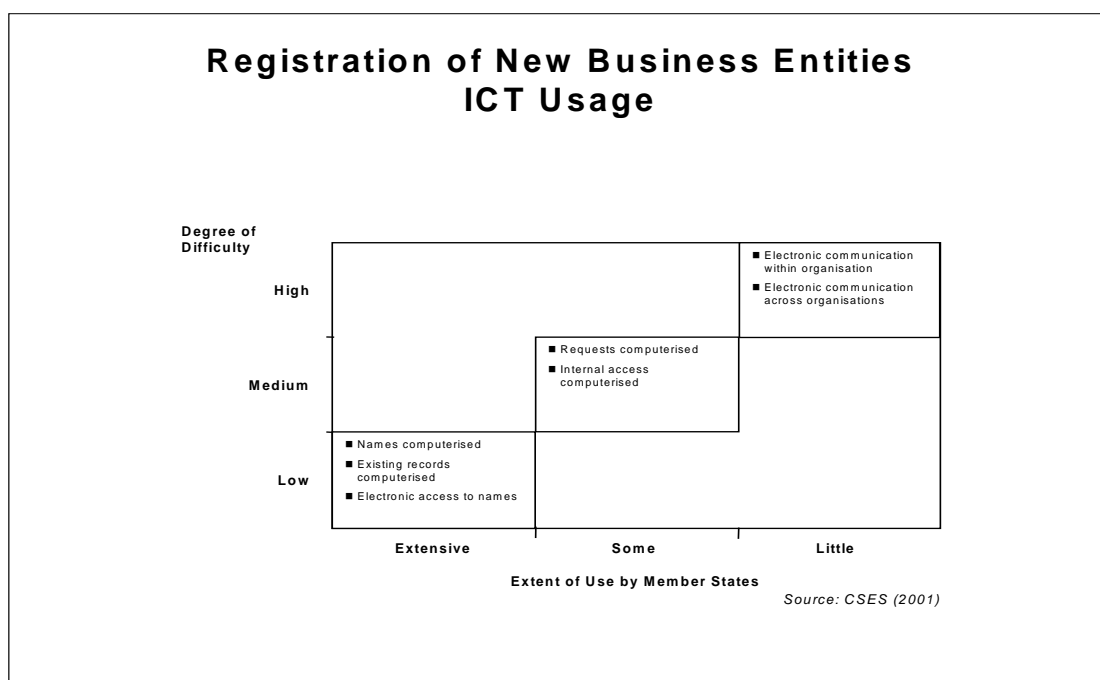 Registration of New Business Entities
ICT Usage
Degree of
Difficulty
High
■ Electronic communication
within organisation
■ Electronic communication
across organisations
Medium
■ Requests computerised
■ Internal access
computerised
Low
■ Names computerised
■ Existing records
computerised
■ Electronic access to names
Extensive
Some
Little
Extent of Use by Member States
Source: CSES (2001)